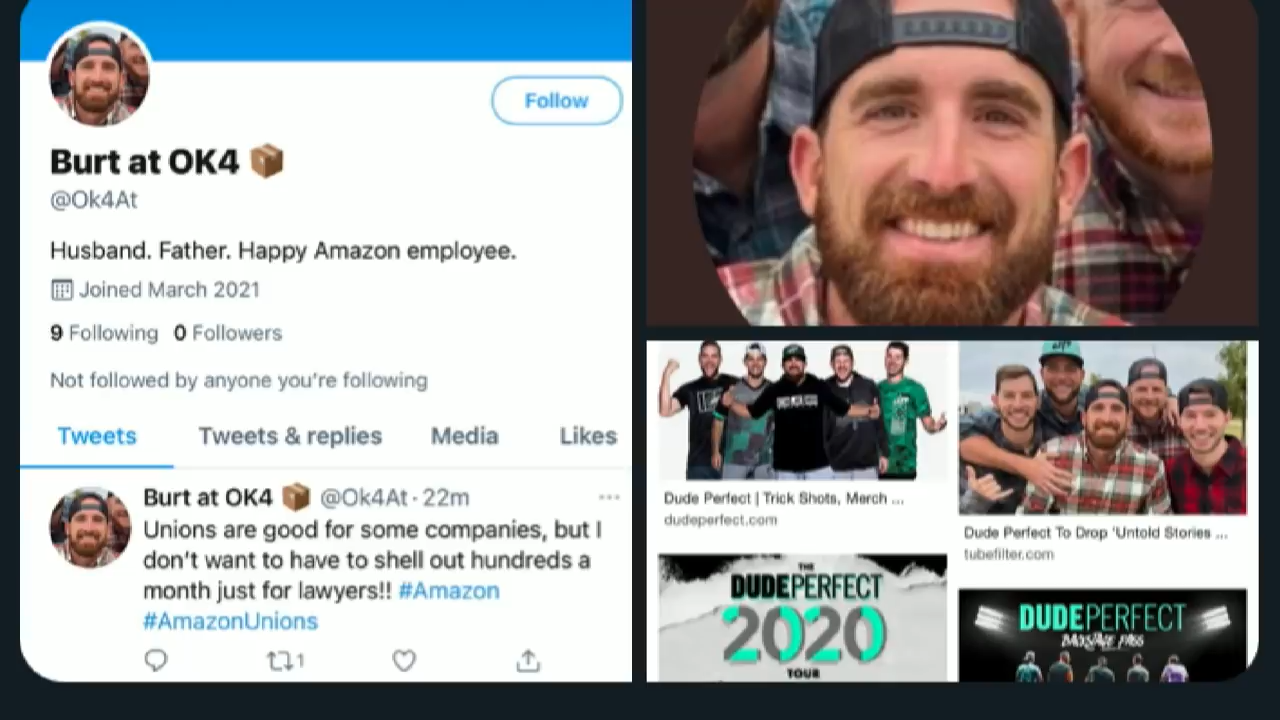 Follow
Burt at OK4 📦
@Ok4At
Husband. Father. Happy Amazon employee.
Joined March 2021
9 Following 0 Followers
Not followed by anyone you're following
Tweets Tweets & replies Media Likes
Burt at OK4 📦 @Ok4At · 22m
Unions are good for some companies, but I
don't want to have to shell out hundreds a
month just for lawyers!! #Amazon
#AmazonUnions
1
Dude Perfect | Trick Shots, Merch ...
dudeperfect.com
Dude Perfect To Drop 'Untold Stories ...
tubefilter.com
THE
DUDEPERFECT
2020
TOUR
DUDEPERFECT
BACKSTAGE PASS